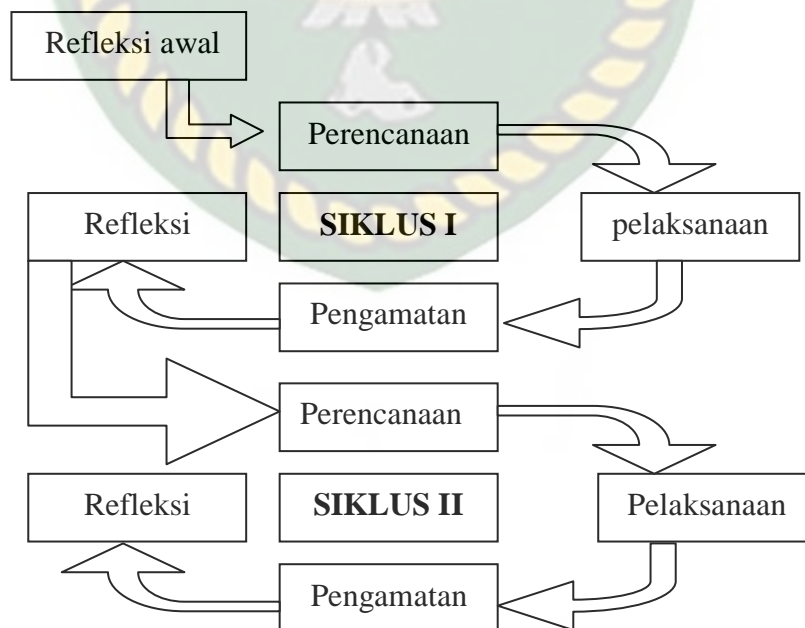 Refleksi awal
Perencanaan
Refleksi
SIKLUS I
pelaksanaan
Pengamatan
Perencanaan
Refleksi
SIKLUS II
Pelaksanaan
Pengamatan